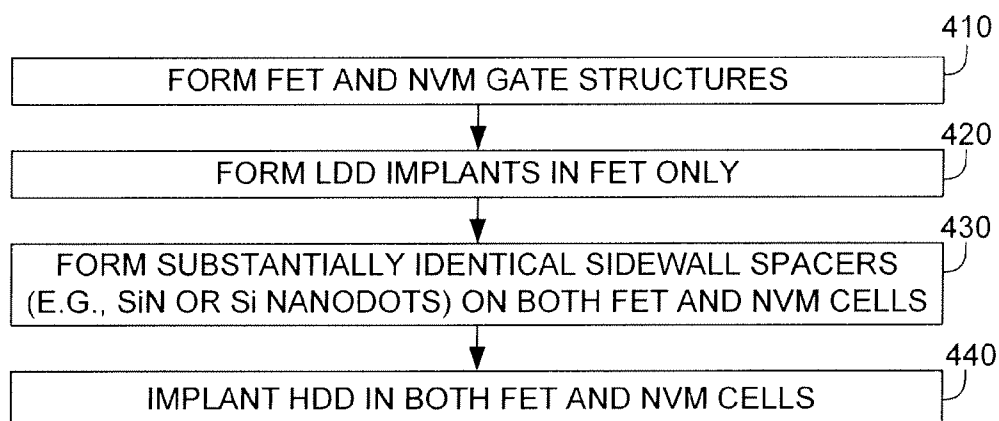 410
FORM FET AND NVM GATE STRUCTURES
420
FORM LDD IMPLANTS IN FET ONLY
430
FORM SUBSTANTIALLY IDENTICAL SIDEWALL SPACERS
(E.G., SiN OR Si NANODOTS) ON BOTH FET AND NVM CELLS
440
IMPLANT HDD IN BOTH FET AND NVM CELLS